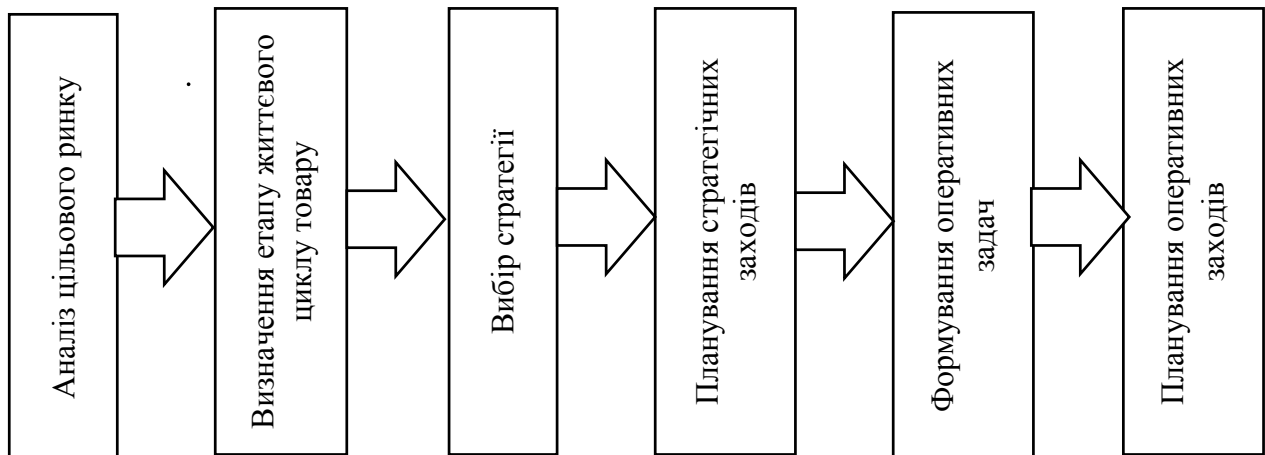 Аналіз цільового ринку
Визначення етапу життєвого
циклу товару
Вибір стратегії
Планування стратегічних
заходів
Формування оперативних
задач
Планування оперативних
заходів